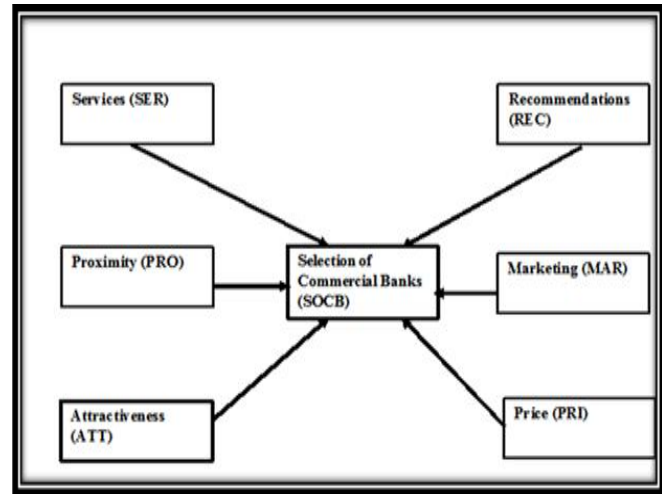 Services (SER)
Recommendations
(REC)
Proximity (PRO)
Selection of
Commercial Banks
(SOCB)
Marketing (MAR)
Attractiveness
(ATT)
Price (PRI)